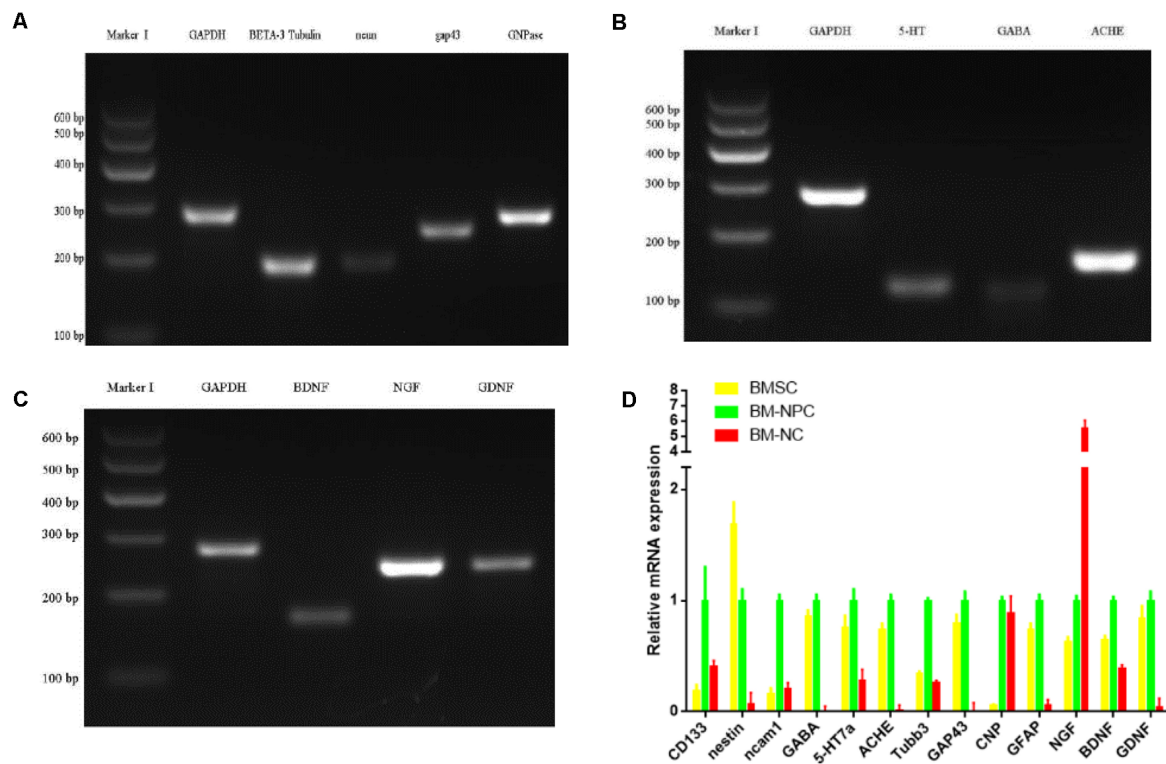 A
Marker I GAPDH BETA-3 Tubulin neun gap43 GNPase
600 bp
500 bp
400 bp
300 bp
200 bp
100 bp
B
Marker I GAPDH 5-HT GABA ACHE
600 bp
500 bp
400 bp
300 bp
200 bp
100 bp
C
Marker I GAPDH BDNF NGF GDNF
600 bp
500 bp
400 bp
300 bp
200 bp
100 bp
D
BMSC
BM-NPC
BM-NC
Relative mRNA expression
8
7
6
5
4
2
1
0
CD133 nestin ncam1 GABA 5-HT7a ACHE Tubb3 GAP43 CNP GFAP NGF BDNF GDNF